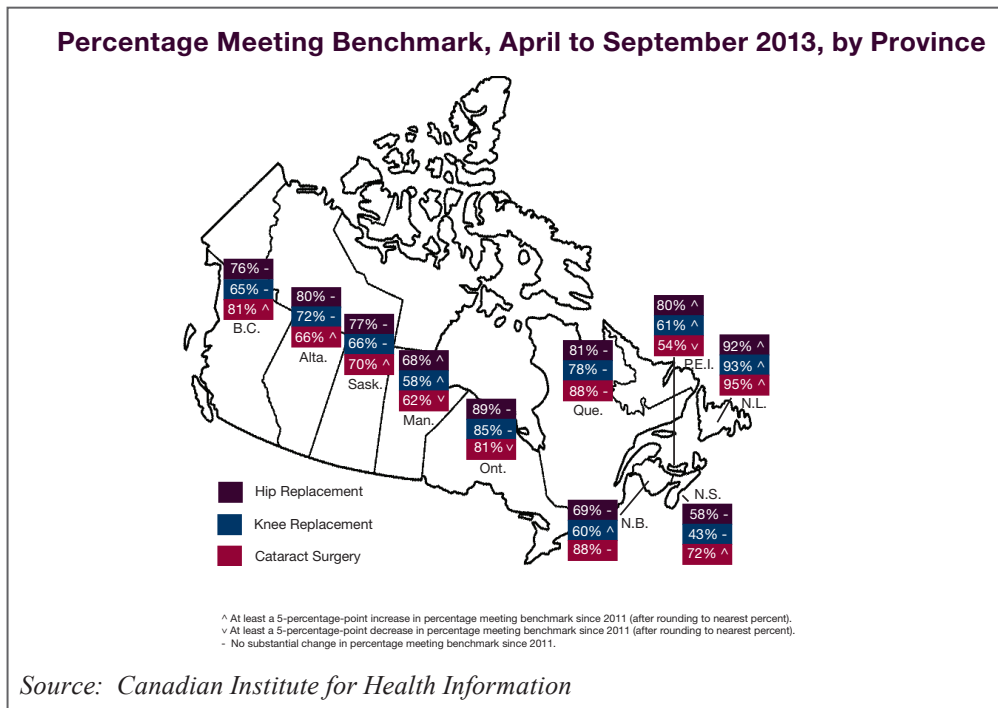 Percentage Meeting Benchmark, April to September 2013, by Province
76% -
65% -
81% ^
B.C.
80% -
72% -
66% ^
Alta.
77% -
66% -
70% ^
Sask.
68% ^
58% ^
62% v
Man.
89% -
85% -
81% v
Ont.
81% -
78% -
88% -
Que.
80% ^
61% ^
54% v
P.E.I.
92% ^
93% ^
95% ^
N.L.
69% -
60% ^
88% -
N.B.
N.S.
58% -
43% -
72% ^
Hip Replacement
Knee Replacement
Cataract Surgery
^ At least a 5-percentage-point increase in percentage meeting benchmark since 2011 (after rounding to nearest percent).
v At least a 5-percentage-point decrease in percentage meeting benchmark since 2011 (after rounding to nearest percent).
- No substantial change in percentage meeting benchmark since 2011.
Source: Canadian Institute for Health Information